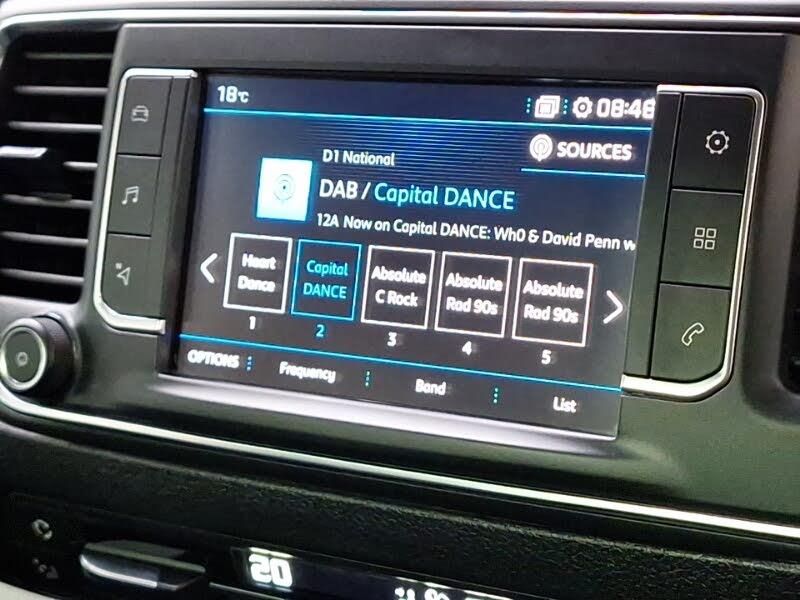 18°C
08:48
SOURCES
D1 National
DAB / Capital DANCE
12A Now on Capital DANCE: Wh0 & David Penn w
Heart
Dance
1
Capital
DANCE
2
Absolute
C Rock
3
Absolute
Rad 90s
4
Absolute
Rad 90s
5
OPTIONS
Frequency
Band
List
20